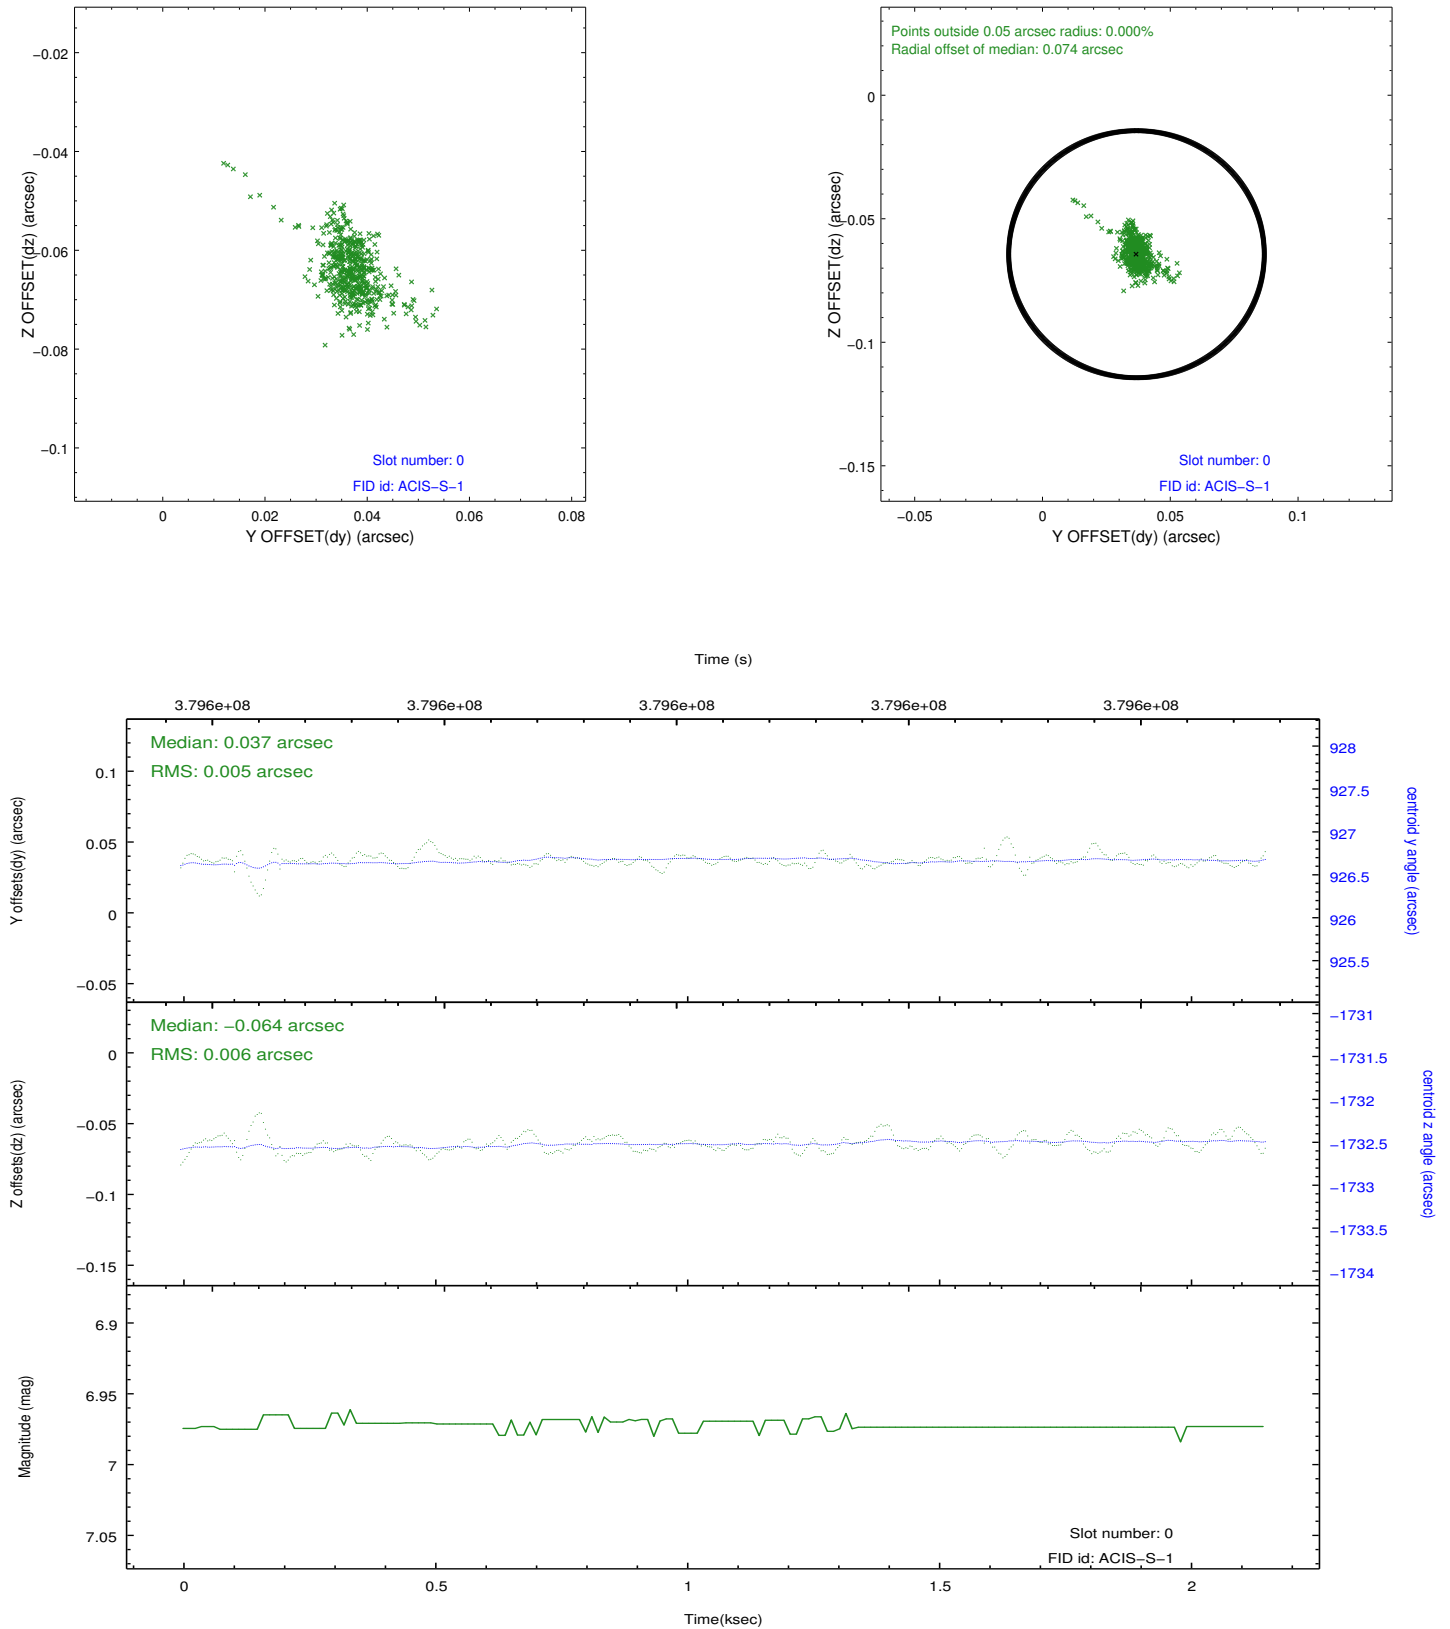 −0.02
−0.04
−0.06
−0.08
−0.1
Z OFFSET(dz) (arcsec)
Slot number: 0
FID id: ACIS−S−1
0
0.02
0.04
0.06
0.08
Y OFFSET(dy) (arcsec)
Points outside 0.05 arcsec radius: 0.000%
Radial offset of median: 0.074 arcsec
0
−0.05
−0.1
−0.15
Z OFFSET(dz) (arcsec)
Slot number: 0
FID id: ACIS−S−1
−0.05
0
0.05
0.1
Y OFFSET(dy) (arcsec)
Time (s)
3.796e+08
3.796e+08
3.796e+08
3.796e+08
3.796e+08
Median: 0.037 arcsec
RMS: 0.005 arcsec
0.1
0.05
0
−0.05
Y offsets(dy) (arcsec)
928
927.5
927
926.5
926
925.5
centroid y angle (arcsec)
Median: −0.064 arcsec
RMS: 0.006 arcsec
0
−0.05
−0.1
−0.15
Z offsets(dz) (arcsec)
−1731
−1731.5
−1732
−1732.5
−1733
−1733.5
−1734
centroid z angle (arcsec)
6.9
6.95
7
7.05
Magnitude (mag)
Slot number: 0
FID id: ACIS−S−1
0
0.5
1
1.5
2
Time(ksec)